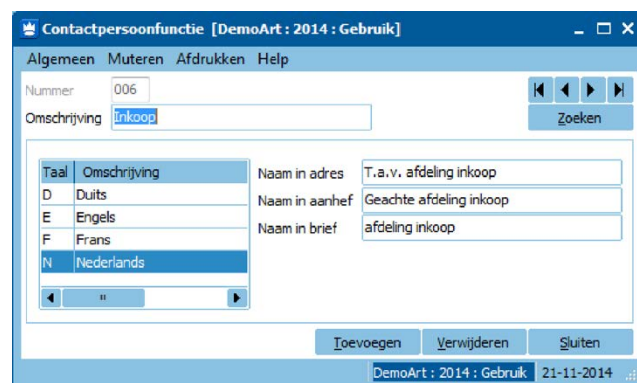 Contactpersoonfunctie [DemoArt : 2014 : Gebruik]
Algemeen Muteren Afdrukken Help
Nummer 006
Omschrijving Inkoop Zoeken
Taal Omschrijving
D Duits
E Engels
F Frans
N Nederlands
Naam in adres T.a.v. afdeling inkoop
Naam in aanhef Geachte afdeling inkoop
Naam in brief afdeling inkoop
Toevoegen Verwijderen Sluiten
DemoArt : 2014 : Gebruik 21-11-2014